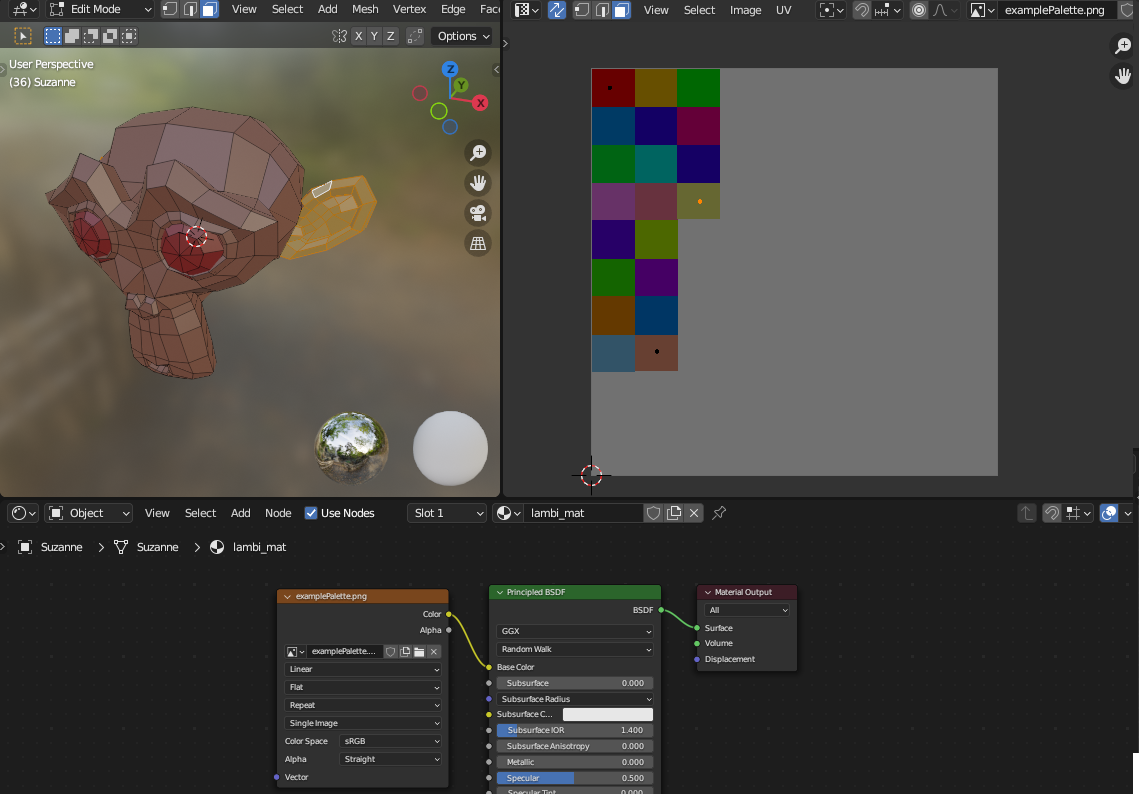 Edit Mode View Select Add Mesh Vertex Edge Fac
View Select Image UV examplePalette.png
X Y Z Options
User Perspective
(36) Suzanne
Z
Y
X
Object View Select Add Node Use Nodes Slot 1 lambi_mat
Suzanne Suzanne lambi_mat
examplePalette.png
Color
Alpha
examplePalette....
Linear
Flat
Repeat
Single Image
Color Space sRGB
Alpha Straight
Vector
Principled BSDF
BSDF
GGX
Random Walk
Base Color
Subsurface 0.000
Subsurface Radius
Subsurface C...
Subsurface IOR 1.400
Subsurface Anisotropy 0.000
Metallic 0.000
Specular 0.500
Specular Tint 0.000
Material Output
All
Surface
Volume
Displacement